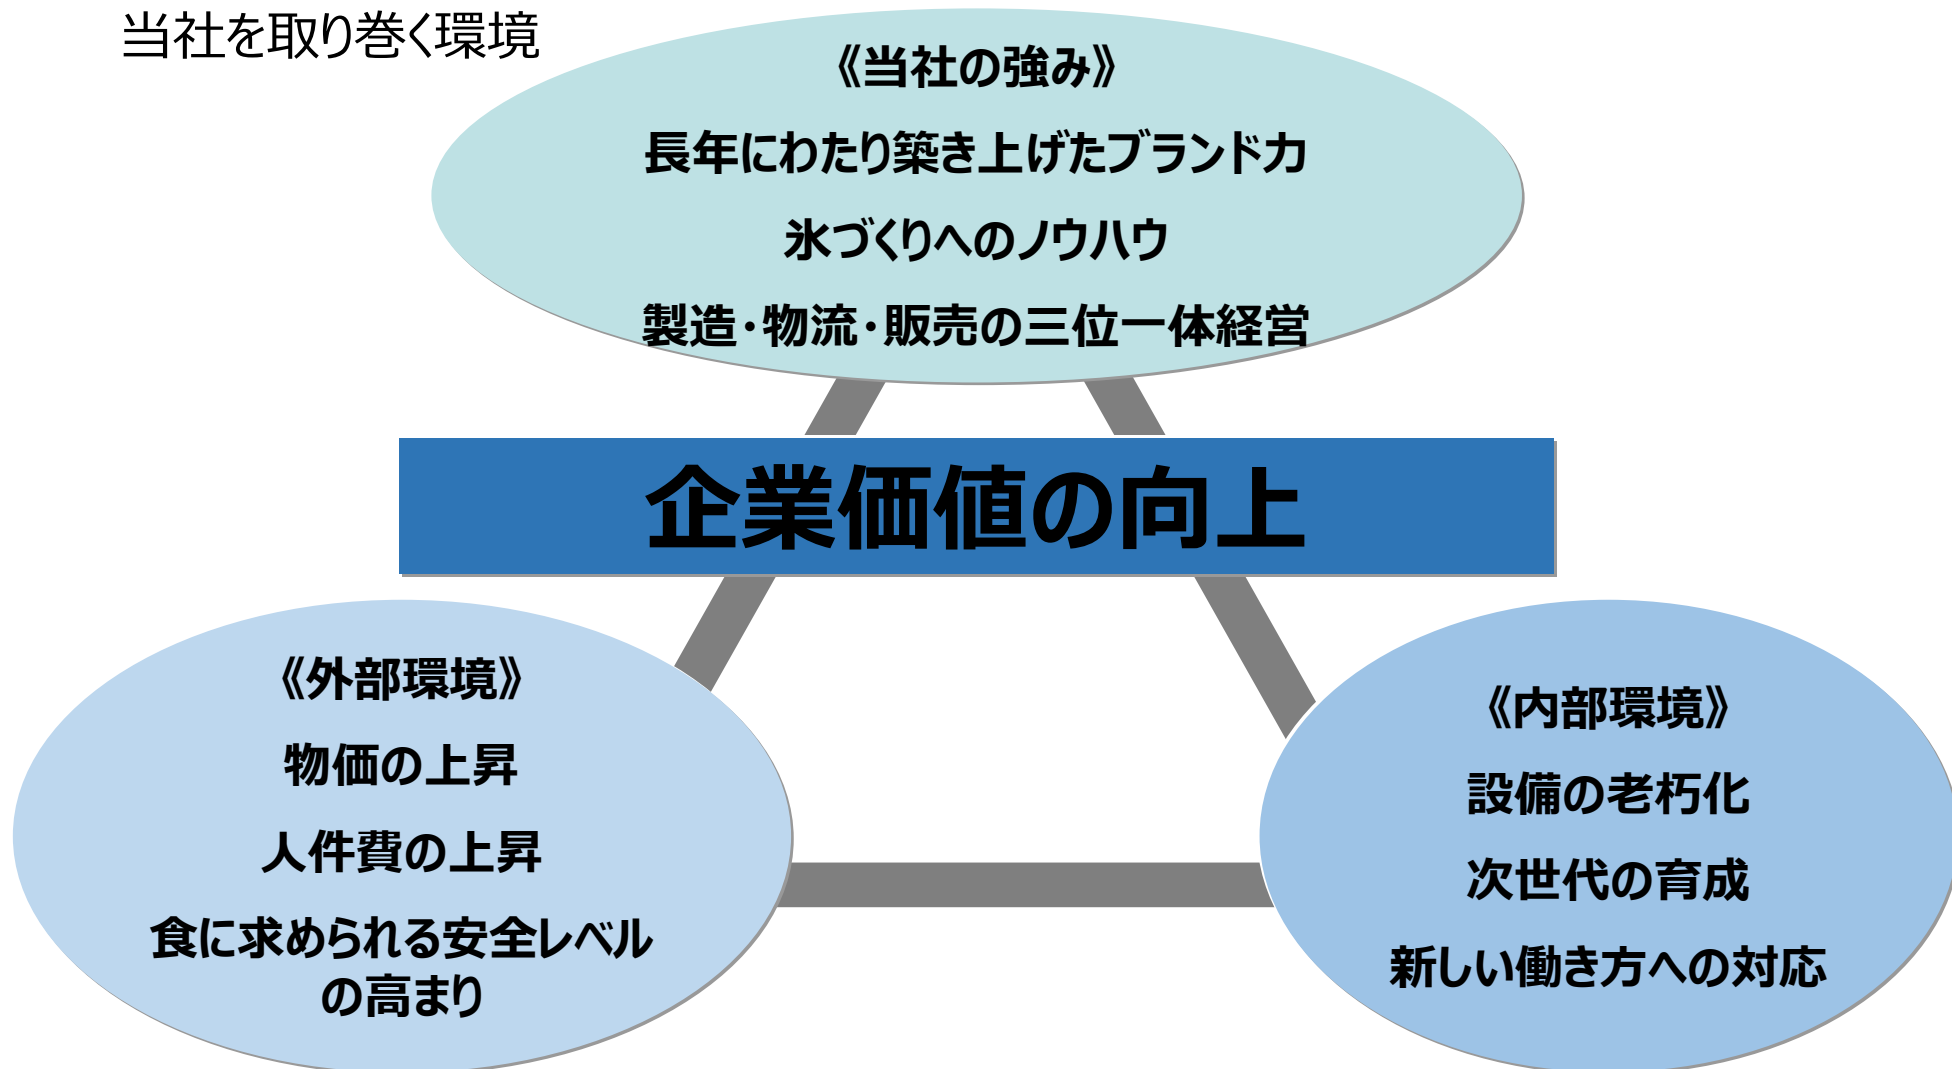 当社を取り巻く環境
《当社の強み》
長年にわたり築き上げたブランド力
氷づくりへのノウハウ
製造・物流・販売の三位一体経営
企業価値の向上
《外部環境》
物価の上昇
人件費の上昇
食に求められる安全レベル
の高まり
《内部環境》
設備の老朽化
次世代の育成
新しい働き方への対応